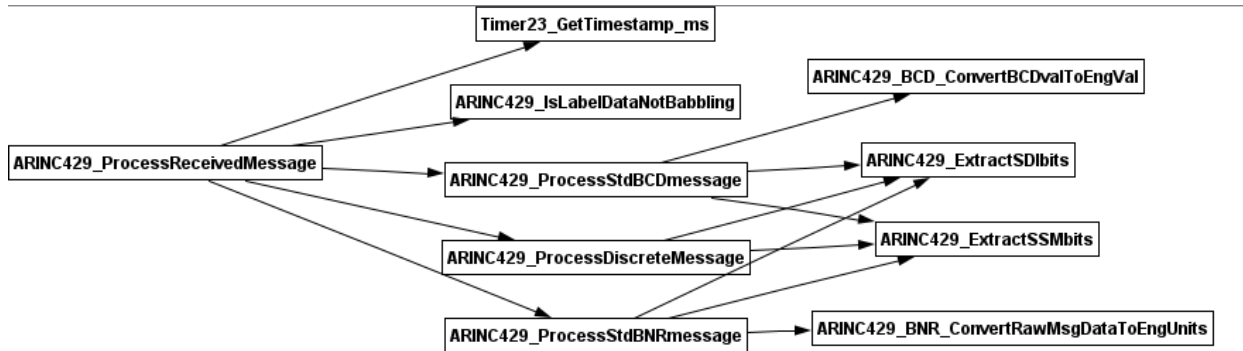 Timer23_GetTimestamp_ms
ARINC429_BCD_ConvertBCDvalToEngVal
ARINC429_IsLabelDataNotBabbling
ARINC429_ProcessReceivedMessage
ARINC429_ExtractSDIbits
ARINC429_ProcessStdBCDmessage
ARINC429_ExtractSSMbits
ARINC429_ProcessDiscreteMessage
ARINC429_ProcessStdBNRmessage
ARINC429_BNR_ConvertRawMsgDataToEngUnits